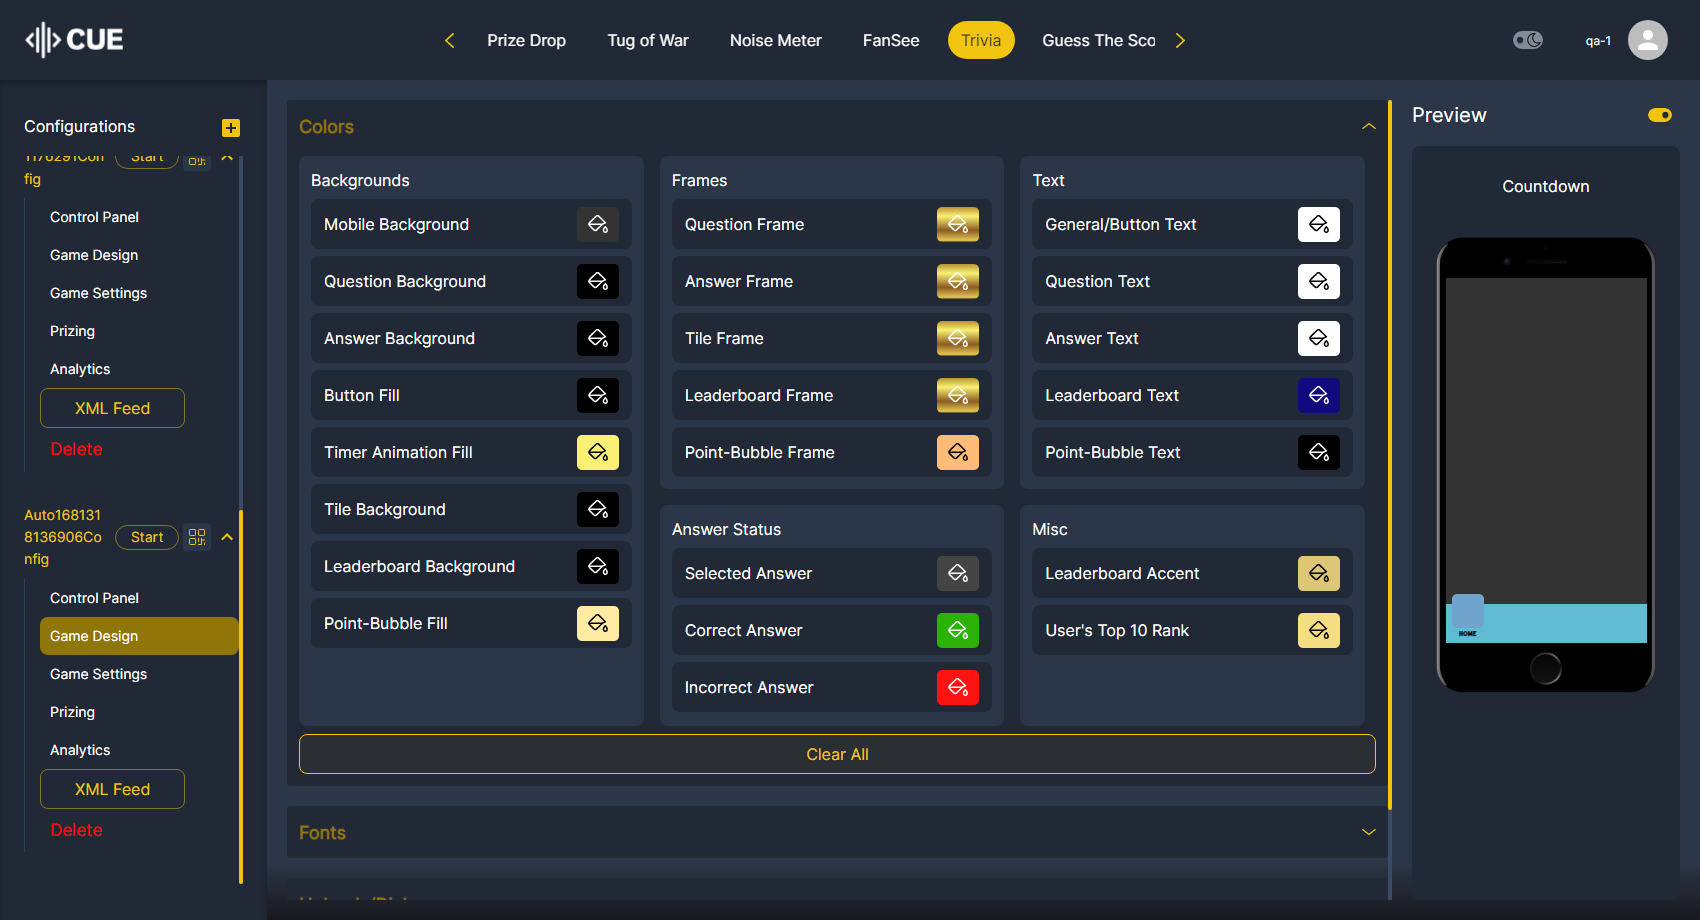 CUE
Prize Drop
Tug of War
Noise Meter
FanSee
Trivia
Guess The Sco
qa-1
Configurations
1176291Con
fig
Start
Control Panel
Game Design
Game Settings
Prizing
Analytics
XML Feed
Delete
Auto168131
8136906Co
nfig
Start
Control Panel
Game Design
Game Settings
Prizing
Analytics
XML Feed
Delete
Colors
Backgrounds
Mobile Background
Question Background
Answer Background
Button Fill
Timer Animation Fill
Tile Background
Leaderboard Background
Point-Bubble Fill
Frames
Question Frame
Answer Frame
Tile Frame
Leaderboard Frame
Point-Bubble Frame
Text
General/Button Text
Question Text
Answer Text
Leaderboard Text
Point-Bubble Text
Answer Status
Selected Answer
Correct Answer
Incorrect Answer
Misc
Leaderboard Accent
User's Top 10 Rank
Clear All
Fonts
Preview
Countdown
HOME